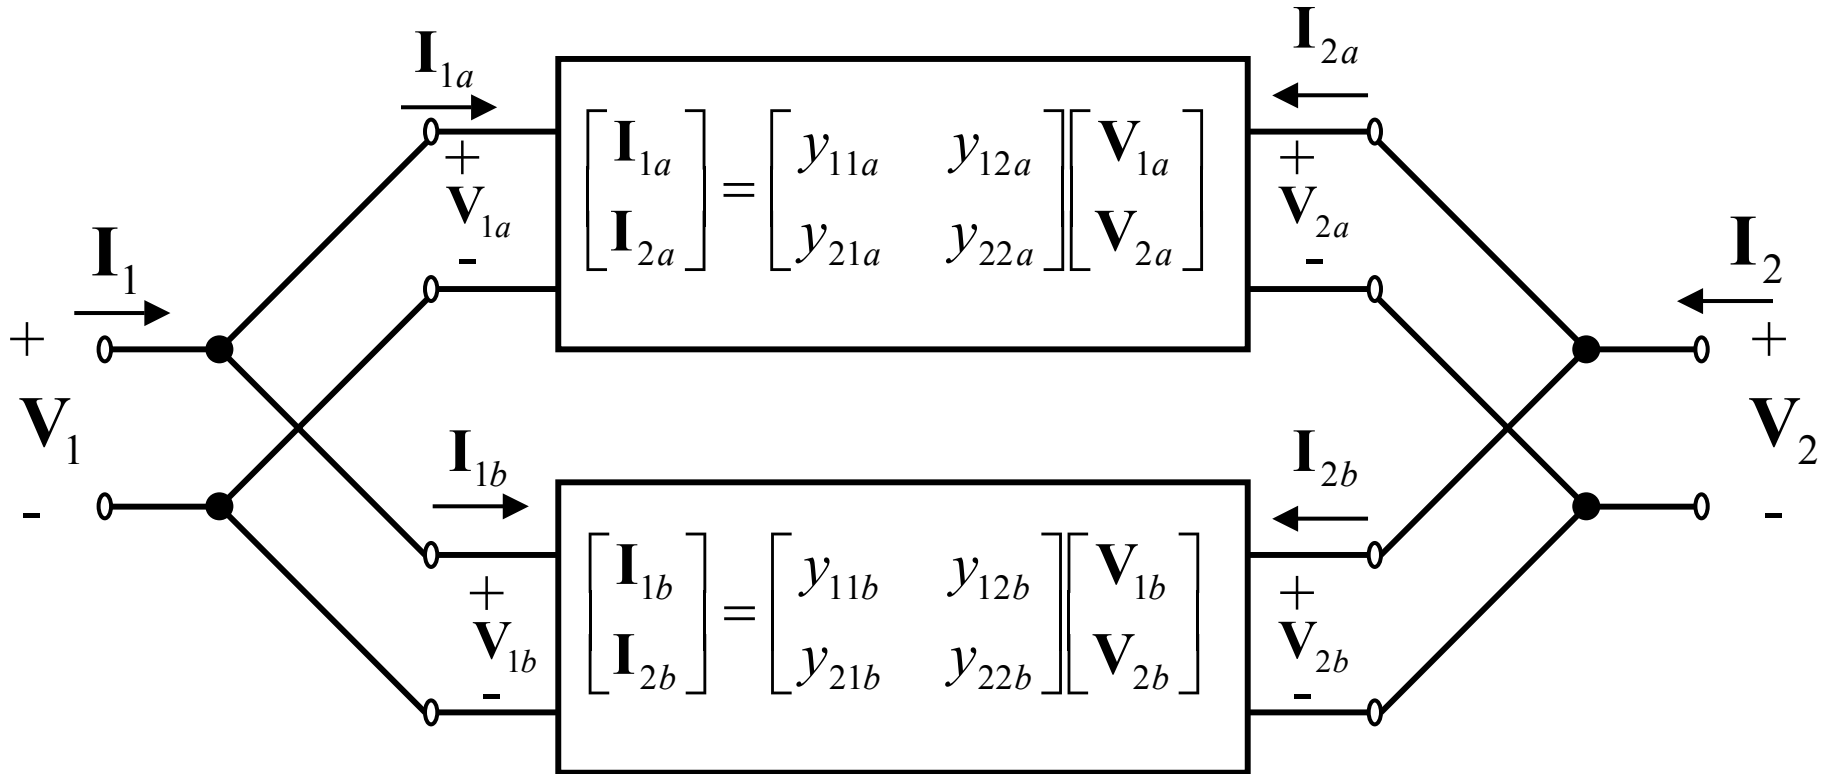 I1a
I2a
[I1a I2a] = [y11a y12a y21a y22a][V1a V2a]
+ V1a -
+ V2a -
I1
I2
+ V1 -
+ V2 -
I1b
I2b
[I1b I2b] = [y11b y12b y21b y22b][V1b V2b]
+ V1b -
+ V2b -